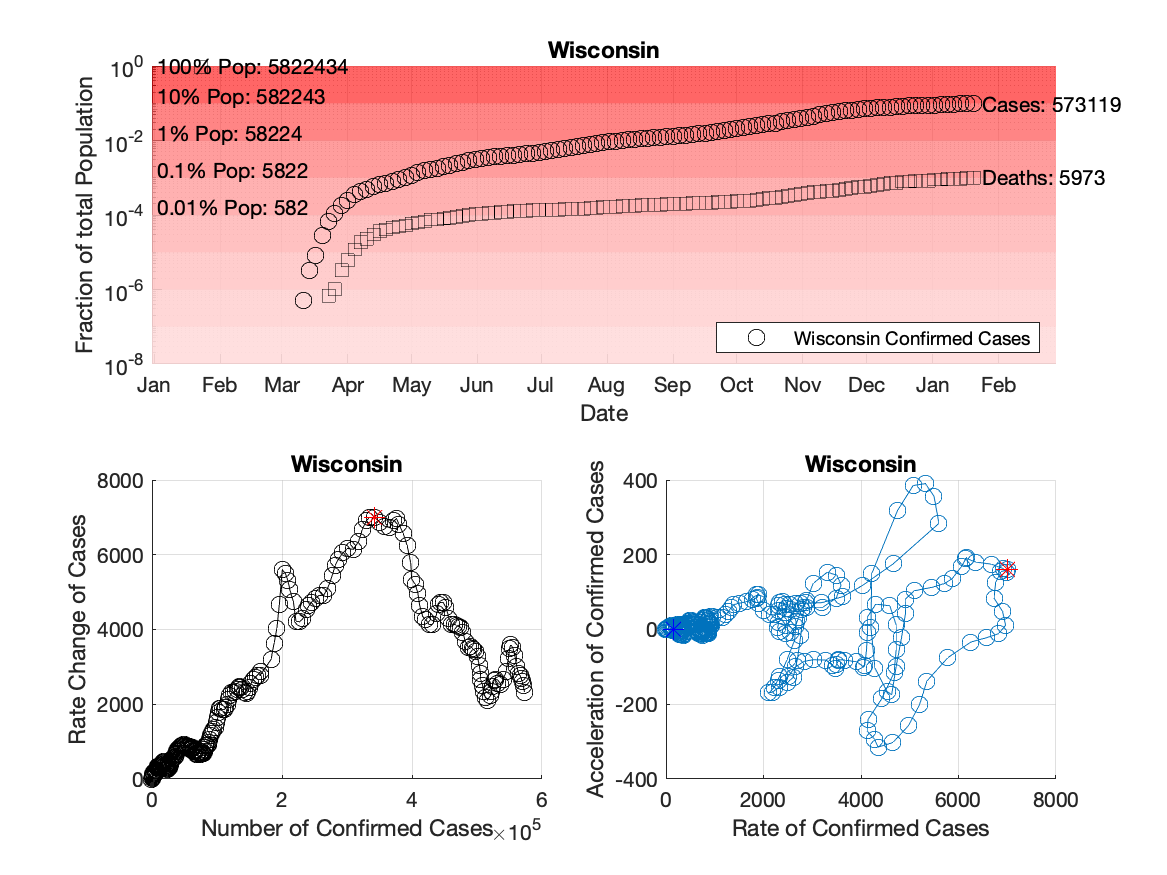 Wisconsin
10^0
10^-2
10^-4
10^-6
10^-8
Fraction of total Population
100% Pop: 5822434
10% Pop: 582243
1% Pop: 58224
0.1% Pop: 5822
0.01% Pop: 582
Cases: 573119
Deaths: 5973
Wisconsin Confirmed Cases
Jan Feb Mar Apr May Jun Jul Aug Sep Oct Nov Dec Jan Feb
Date
Wisconsin
8000
6000
4000
2000
0
Rate Change of Cases
0 2 4 6
Number of Confirmed Cases ×10^5
Wisconsin
400
200
0
-200
-400
Acceleration of Confirmed Cases
0 2000 4000 6000 8000
Rate of Confirmed Cases